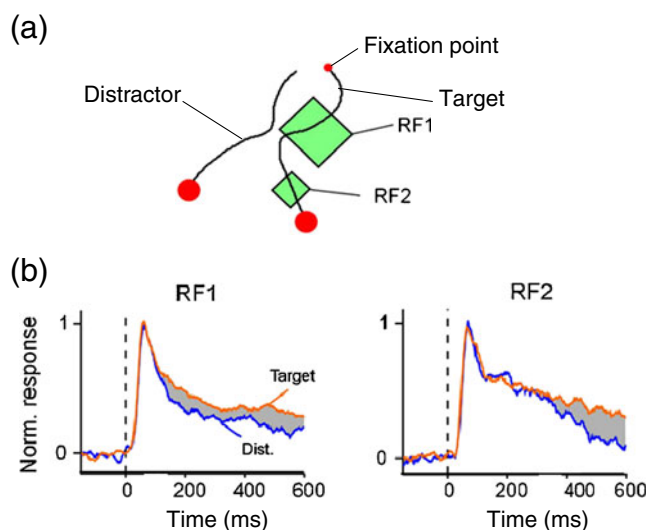 (a)
Fixation point
Distractor
Target
RF1
RF2
(b)
RF1
RF2
Norm. response
1
0
Target
Dist.
1
0
0 200 400 600
0 200 400 600
Time (ms)
Time (ms)